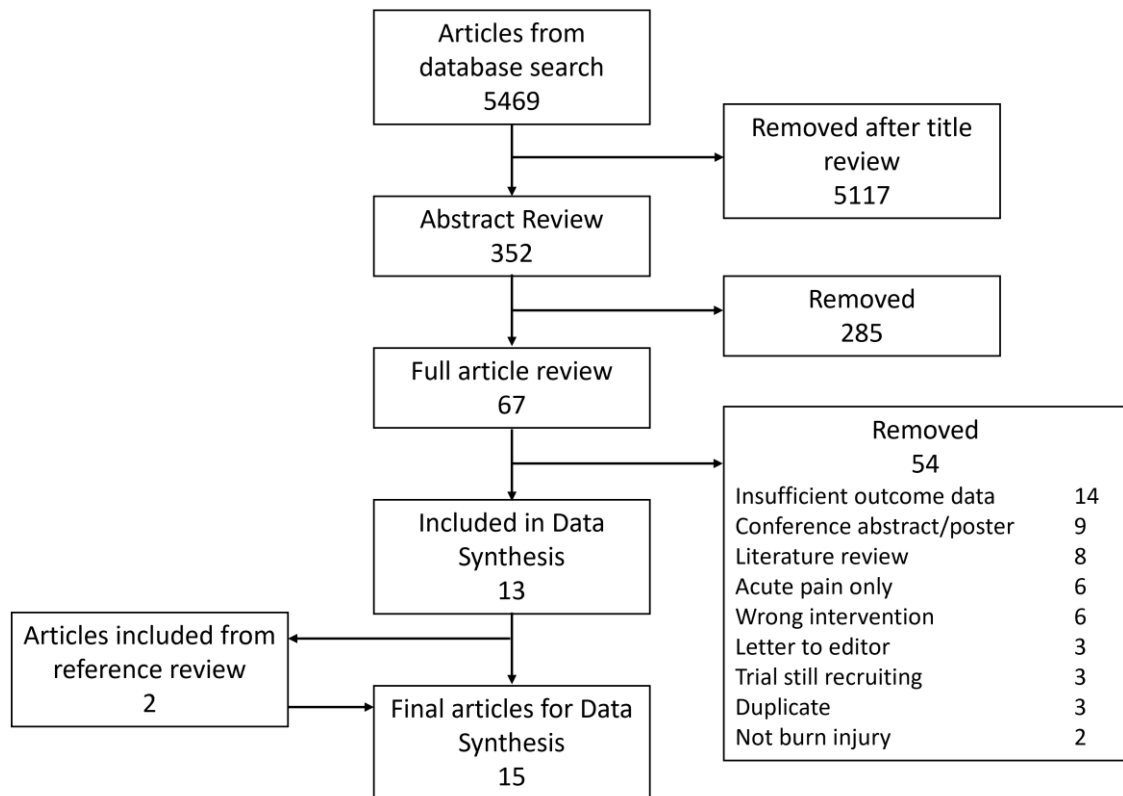 Articles from
database search
5469
Removed after title
review
5117
Abstract Review
352
Removed
285
Full article review
67
Removed
54
Insufficient outcome data 14
Conference abstract/poster 9
Literature review 8
Acute pain only 6
Wrong intervention 6
Letter to editor 3
Trial still recruiting 3
Duplicate 3
Not burn injury 2
Included in Data
Synthesis
13
Articles included from
reference review
2
Final articles for Data
Synthesis
15